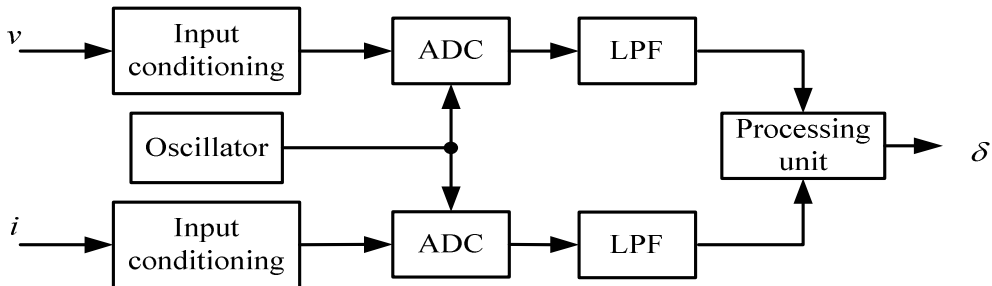 v
Input
conditioning
ADC
LPF
Oscillator
Processing
unit
δ
i
Input
conditioning
ADC
LPF